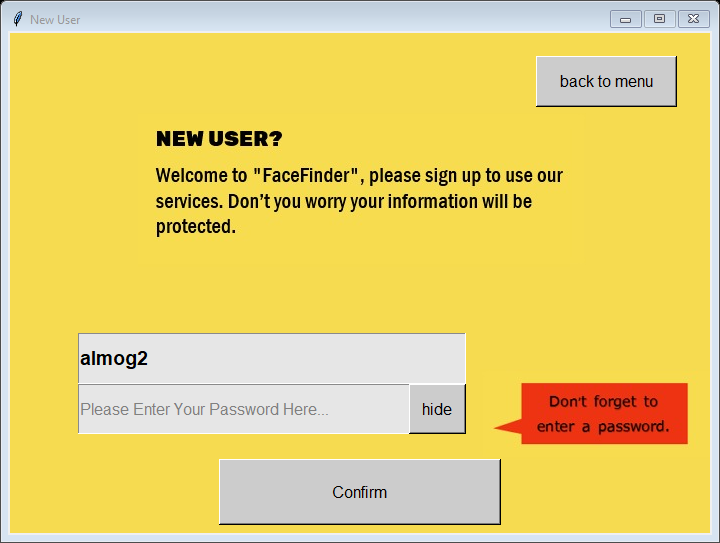 New User
back to menu
NEW USER?
Welcome to "FaceFinder", please sign up to use our
services. Don’t you worry your information will be
protected.
almog2
Please Enter Your Password Here...
hide
Don't forget to
enter a password.
Confirm